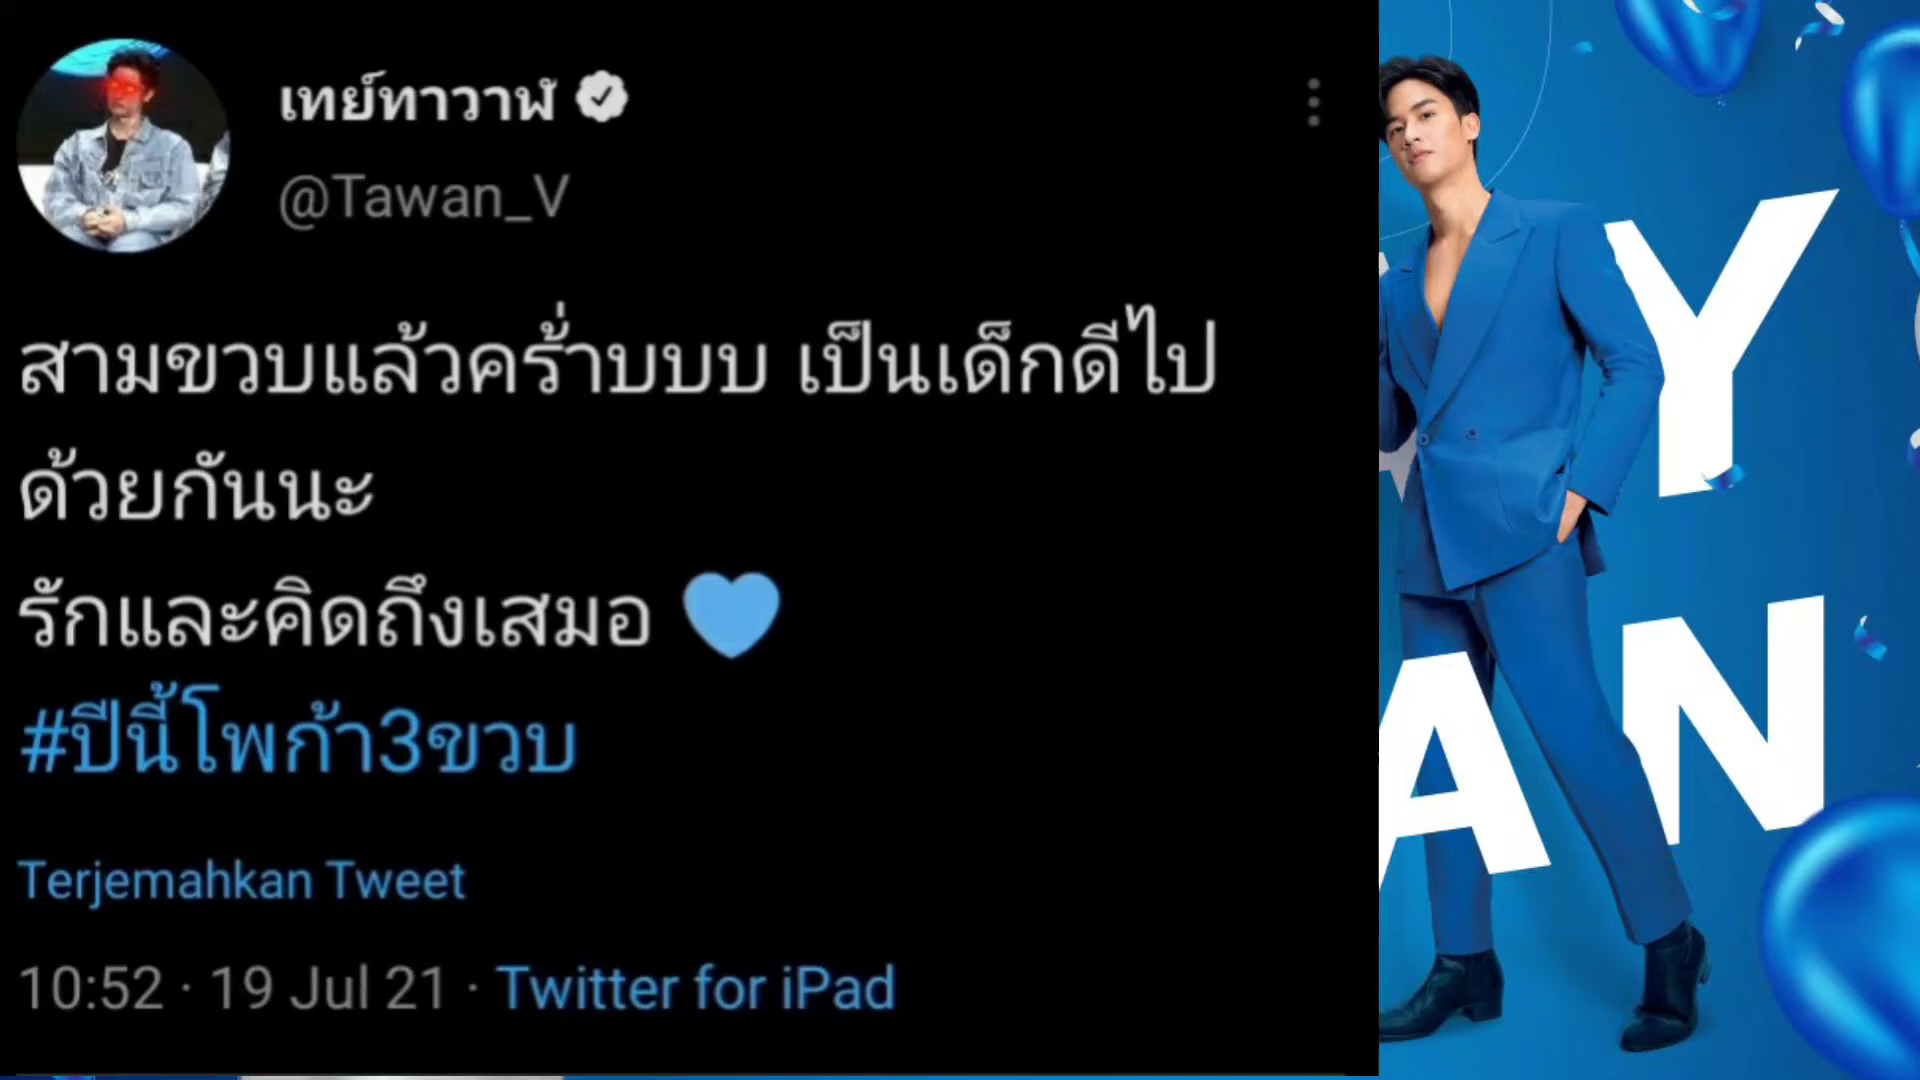 เทย์ทาวาฬ
@Tawan_V
สามขวบแล้วคร้่าบบบ เป็นเด็กดีไป
ด้วยกันนะ
รักและคิดถึงเสมอ
#ปีนี้โพก้า3ขวบ
Terjemahkan Tweet
10:52 · 19 Jul 21 · Twitter for iPad
Y
AN